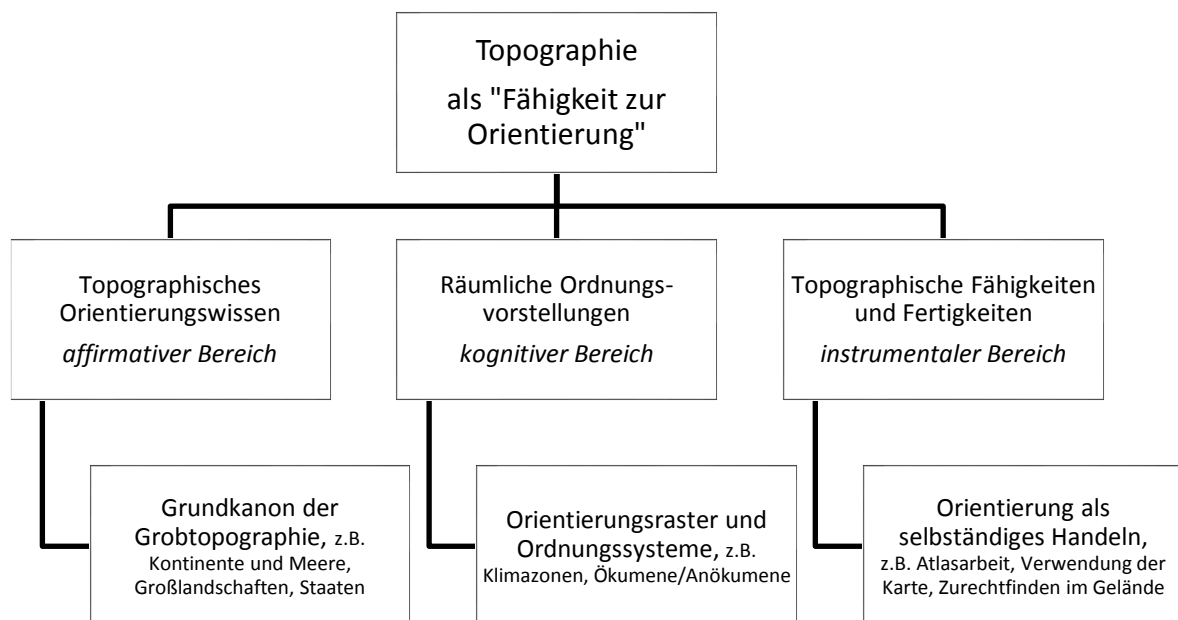 Topographie
als "Fähigkeit zur
Orientierung"
Topographisches
Orientierungswissen
affirmativer Bereich
Räumliche Ordnungs-
vorstellungen
kognitiver Bereich
Topographische Fähigkeiten
und Fertigkeiten
instrumentaler Bereich
Grundkanon der
Grobtopographie, z.B.
Kontinente und Meere,
Großlandschaften, Staaten
Orientierungsraster und
Ordnungssysteme, z.B.
Klimazonen, Ökumene/Anökumene
Orientierung als
selbständiges Handeln,
z.B. Atlasarbeit, Verwendung der
Karte, Zurechtfinden im Gelände